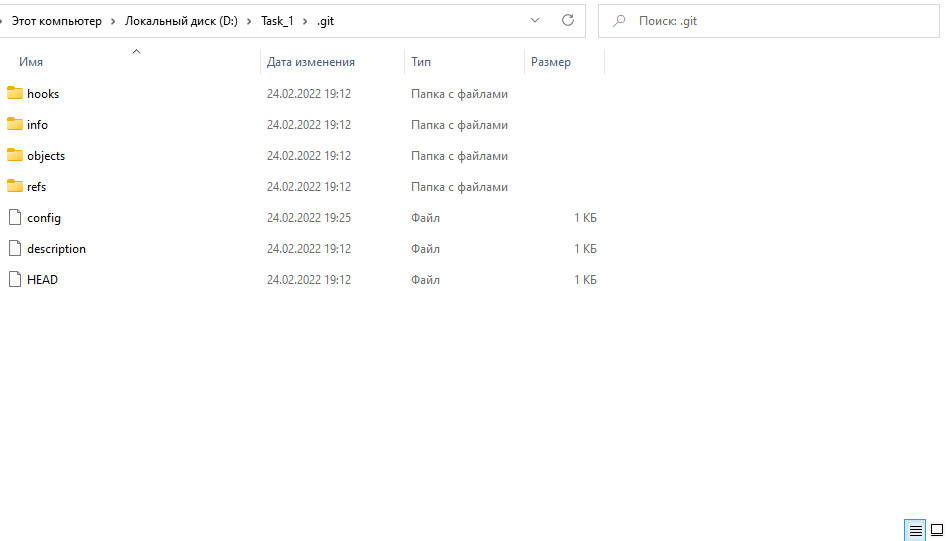 Этот компьютер > Локальный диск (D:) > Task_1 > .git
Поиск: .git
Имя Дата изменения Тип Размер
hooks 24.02.2022 19:12 Папка с файлами
info 24.02.2022 19:12 Папка с файлами
objects 24.02.2022 19:12 Папка с файлами
refs 24.02.2022 19:12 Папка с файлами
config 24.02.2022 19:25 Файл 1 КБ
description 24.02.2022 19:12 Файл 1 КБ
HEAD 24.02.2022 19:12 Файл 1 КБ